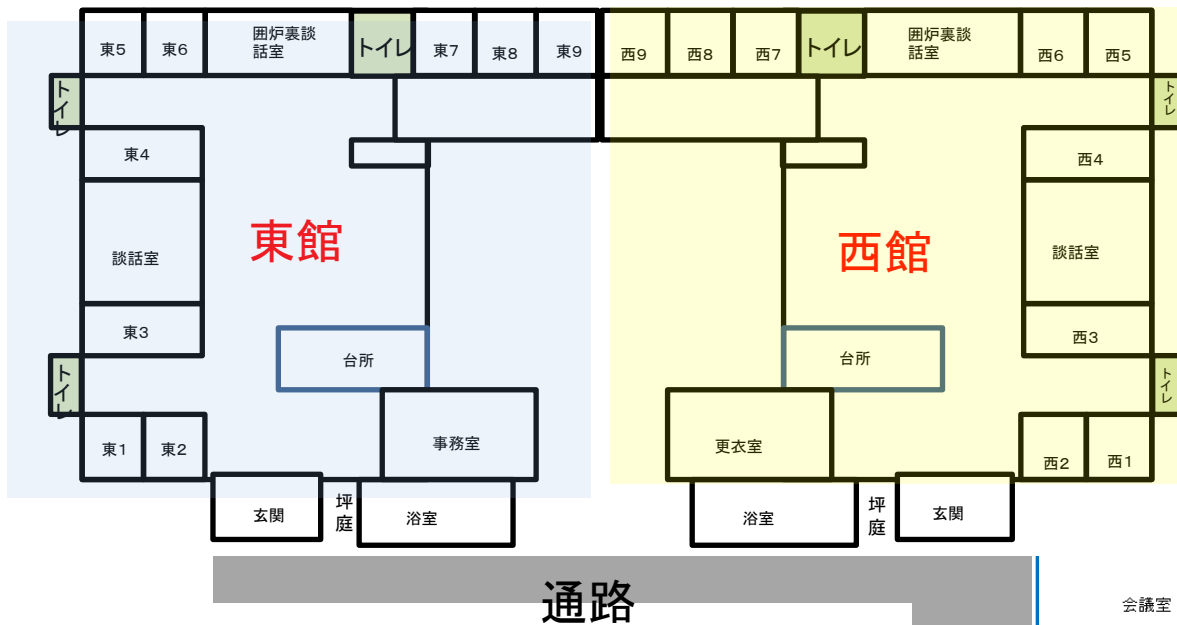 東5
東6
囲炉裏談
話室
トイレ
東7
東8
東9
西9
西8
西7
トイレ
囲炉裏談
話室
西6
西5
トイレ
トイレ
東4
西4
東館
西館
談話室
談話室
東3
西3
台所
台所
トイレ
トイレ
東1
東2
事務室
更衣室
西2
西1
玄関
坪庭
浴室
浴室
坪庭
玄関
通路
会議室